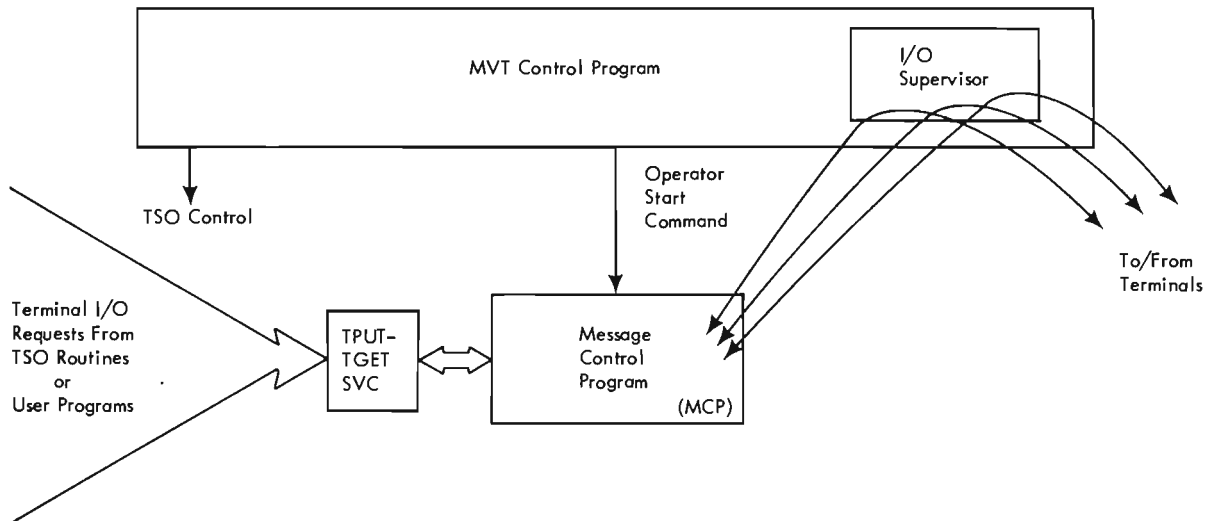 MVT Control Program
I/O
Supervisor
TSO Control
Operator
Start
Command
To/From
Terminals
Terminal I/O
Requests From
TSO Routines
or
User Programs
TPUT-
TGET
SVC
Message
Control
Program
(MCP)